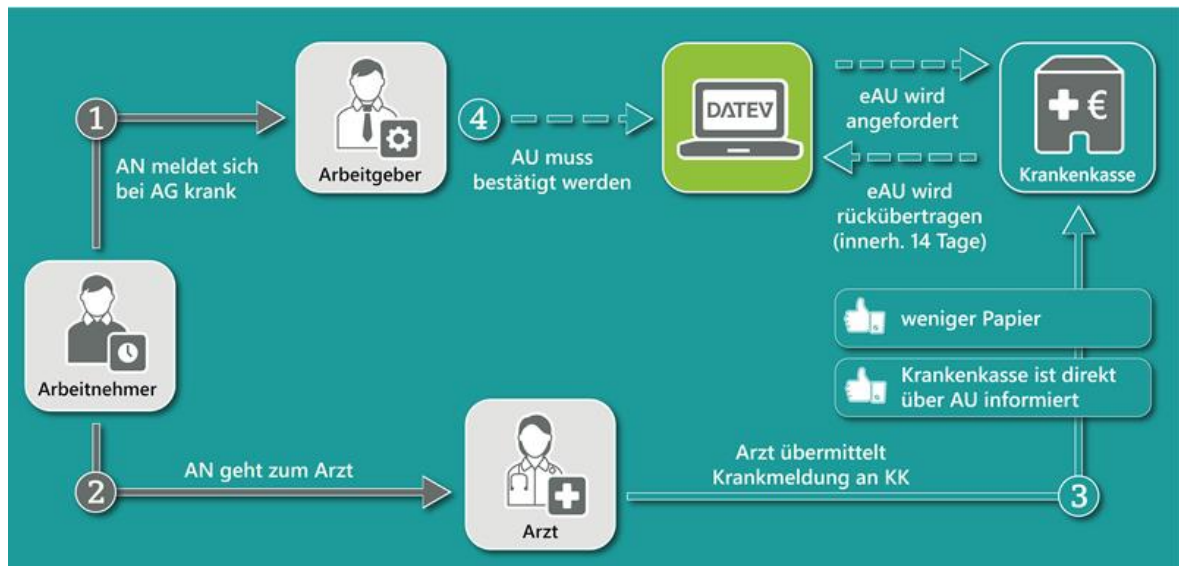 1
AN meldet sich
bei AG krank
Arbeitgeber
4
AU muss
bestätigt werden
DATEV
eAU wird
angefordert
eAU wird
rückübertragen
(innerh. 14 Tage)
€
Krankenkasse
Arbeitnehmer
2
AN geht zum Arzt
Arzt
Arzt übermittelt
Krankmeldung an KK
3
weniger Papier
Krankenkasse ist direkt
über AU informiert